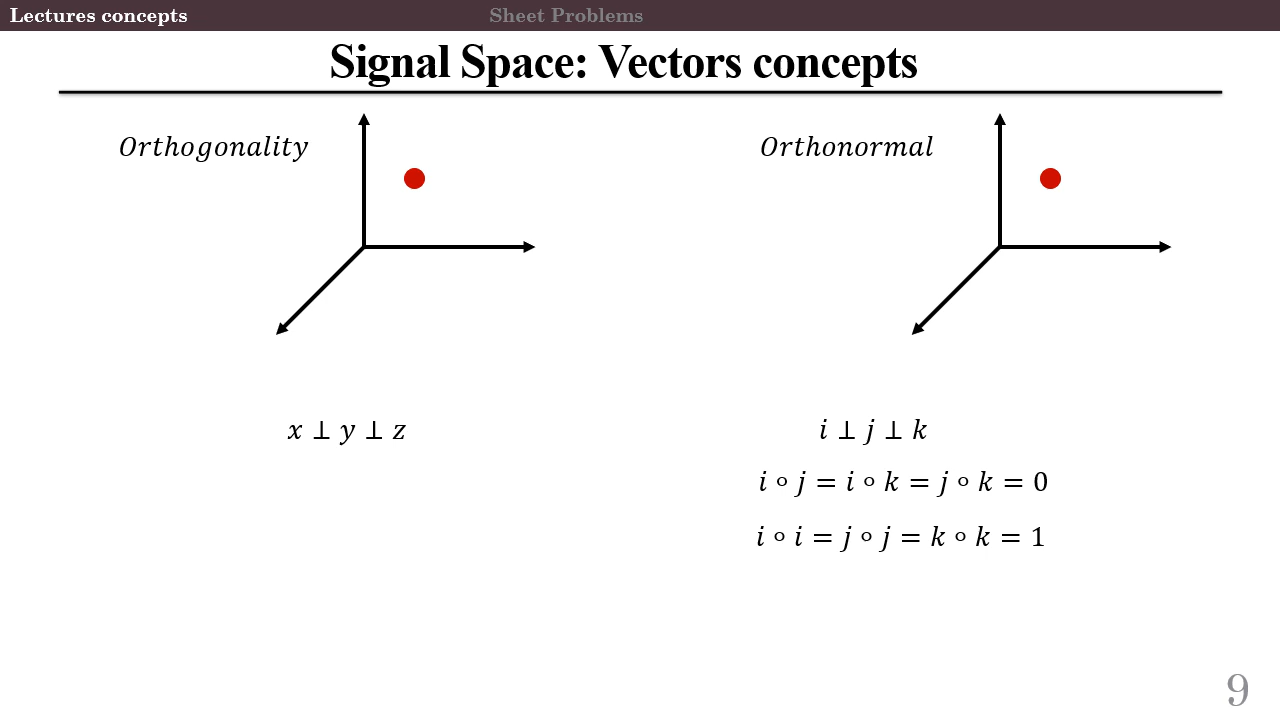 Lectures concepts Sheet Problems
Signal Space: Vectors concepts
Orthogonality
x ⊥ y ⊥ z
Orthonormal
i ⊥ j ⊥ k
i ∘ j = i ∘ k = j ∘ k = 0
i ∘ i = j ∘ j = k ∘ k = 1
9